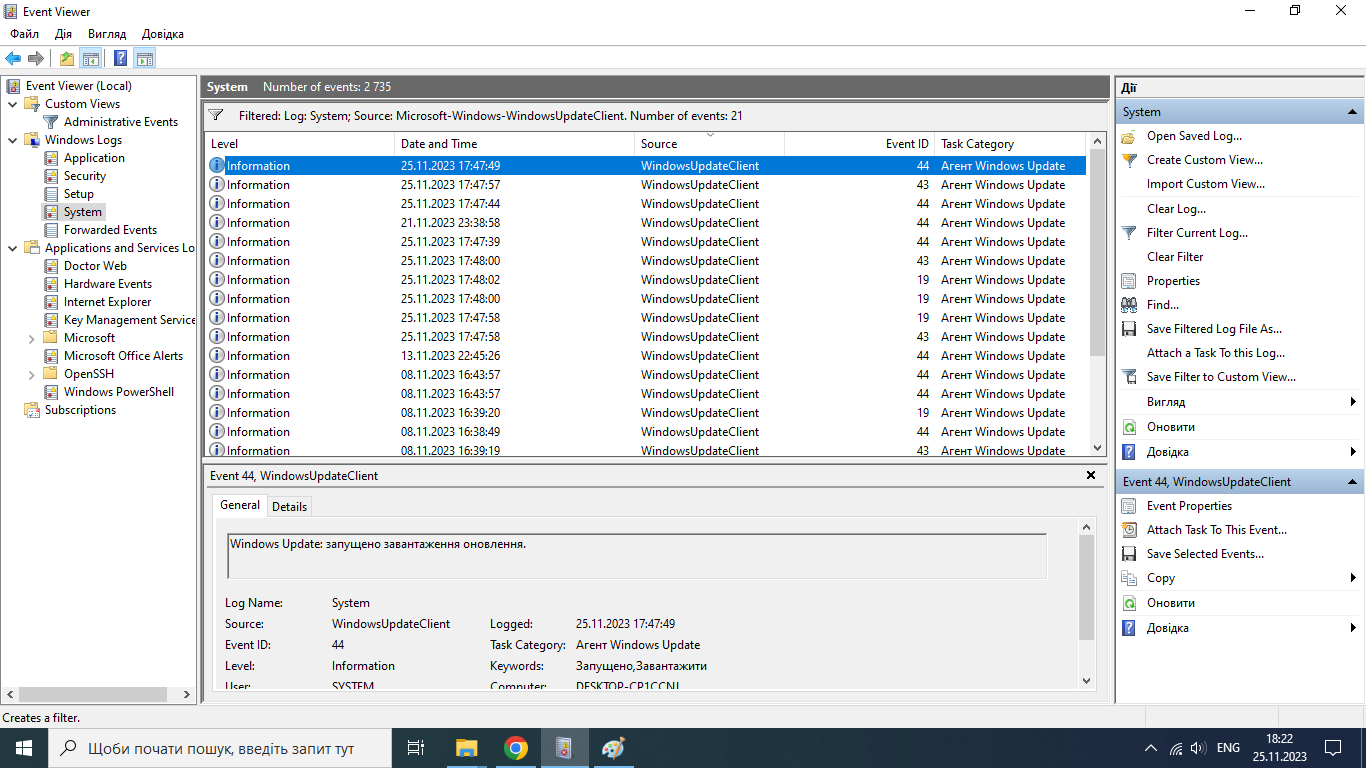 Event Viewer
Файл Дія Вигляд Довідка
Event Viewer (Local)
Custom Views
Administrative Events
Windows Logs
Application
Security
Setup
System
Forwarded Events
Applications and Services Lo
Doctor Web
Hardware Events
Internet Explorer
Key Management Service
Microsoft
Microsoft Office Alerts
OpenSSH
Windows PowerShell
Subscriptions
System Number of events: 2 735
Filtered: Log: System; Source: Microsoft-Windows-WindowsUpdateClient. Number of events: 21
Level Date and Time Source Event ID Task Category
Information 25.11.2023 17:47:49 WindowsUpdateClient 44 Агент Windows Update
Information 25.11.2023 17:47:57 WindowsUpdateClient 43 Агент Windows Update
Information 25.11.2023 17:47:44 WindowsUpdateClient 44 Агент Windows Update
Information 21.11.2023 23:38:58 WindowsUpdateClient 44 Агент Windows Update
Information 25.11.2023 17:47:39 WindowsUpdateClient 44 Агент Windows Update
Information 25.11.2023 17:48:00 WindowsUpdateClient 43 Агент Windows Update
Information 25.11.2023 17:48:02 WindowsUpdateClient 19 Агент Windows Update
Information 25.11.2023 17:48:00 WindowsUpdateClient 19 Агент Windows Update
Information 25.11.2023 17:47:58 WindowsUpdateClient 19 Агент Windows Update
Information 25.11.2023 17:47:58 WindowsUpdateClient 43 Агент Windows Update
Information 13.11.2023 22:45:26 WindowsUpdateClient 44 Агент Windows Update
Information 08.11.2023 16:43:57 WindowsUpdateClient 44 Агент Windows Update
Information 08.11.2023 16:43:57 WindowsUpdateClient 44 Агент Windows Update
Information 08.11.2023 16:39:20 WindowsUpdateClient 19 Агент Windows Update
Information 08.11.2023 16:38:49 WindowsUpdateClient 44 Агент Windows Update
Information 08.11.2023 16:39:19 WindowsUpdateClient 43 Агент Windows Update
Event 44, WindowsUpdateClient
General Details
Windows Update: запущено завантаження оновлення.
Log Name: System
Source: WindowsUpdateClient Logged: 25.11.2023 17:47:49
Event ID: 44 Task Category: Агент Windows Update
Level: Information Keywords: Запущено,Завантажити
User: SYSTEM Computer: DESKTOP-CP1CCNI
Дії
System
Open Saved Log...
Create Custom View...
Import Custom View...
Clear Log...
Filter Current Log...
Clear Filter
Properties
Find...
Save Filtered Log File As...
Attach a Task To this Log...
Save Filter to Custom View...
Вигляд
Оновити
Довідка
Event 44, WindowsUpdateClient
Event Properties
Attach Task To This Event...
Save Selected Events...
Copy
Оновити
Довідка
Creates a filter.
Щоби почати пошук, введіть запит тут
ENG
18:22
25.11.2023